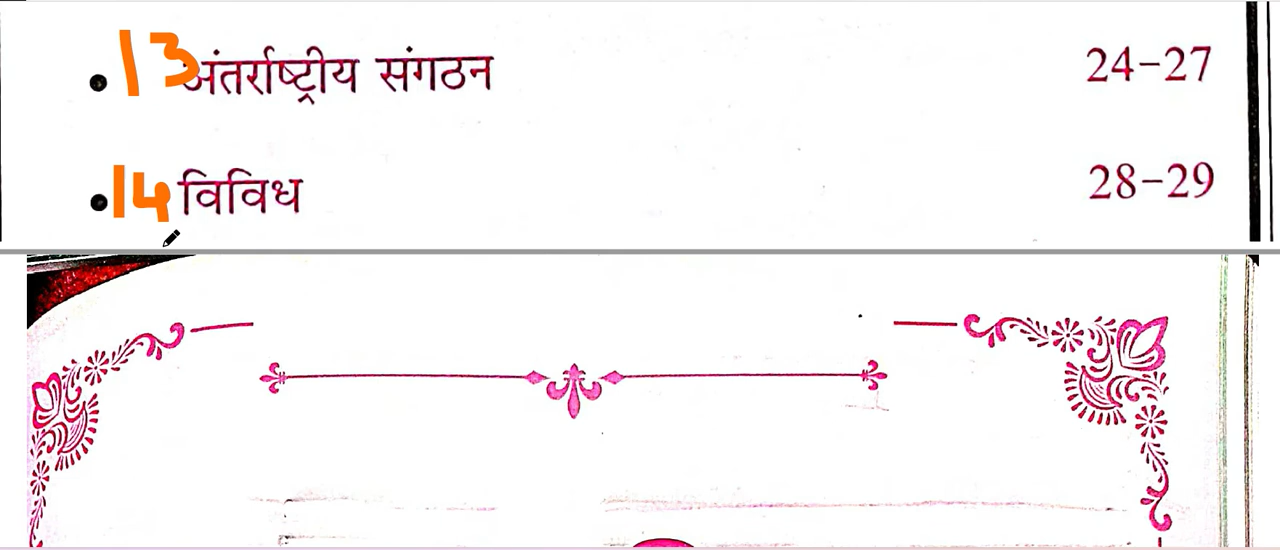 • 13 अंतर्राष्ट्रीय संगठन 24-27
• 14 विविध 28-29